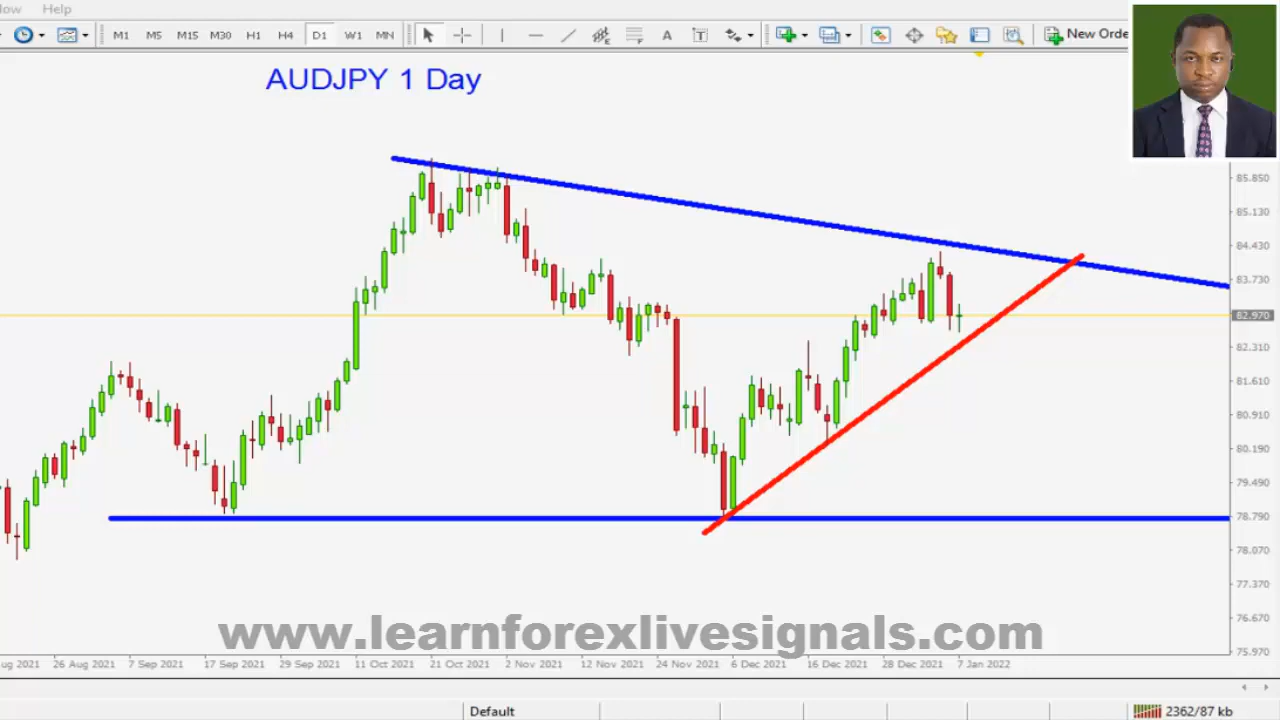 Help
M1 M5 M15 M30 H1 H4 D1 W1 MN A T New Orde
AUDJPY 1 Day
85.850
85.130
84.430
83.730
82.970
82.310
81.610
80.910
80.190
79.490
78.790
78.070
77.370
76.670
75.970
www.learnforexlivesignals.com
ug 2021 26 Aug 2021 7 Sep 2021 17 Sep 2021 29 Sep 2021 11 Oct 2021 21 Oct 2021 2 Nov 2021 12 Nov 2021 24 Nov 2021 6 Dec 2021 16 Dec 2021 28 Dec 2021 7 Jan 2022
Default 2362/87 kb